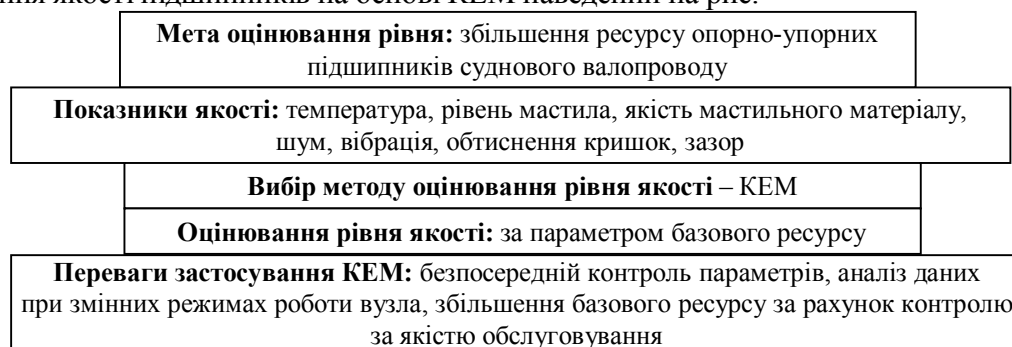 ня якості підшипників на основі КЕМ наведений на рис.
Мета оцінювання рівня: збільшення ресурсу опорно-упорних
підшипників суднового валопроводу
Показники якості: температура, рівень мастила, якість мастильного матеріалу,
шум, вібрація, обтиснення кришок, зазор
Вибір методу оцінювання рівня якості – КЕМ
Оцінювання рівня якості: за параметром базового ресурсу
Переваги застосування КЕМ: безпосередній контроль параметрів, аналіз даних
при змінних режимах роботи вузла, збільшення базового ресурсу за рахунок контролю
за якістю обслуговування